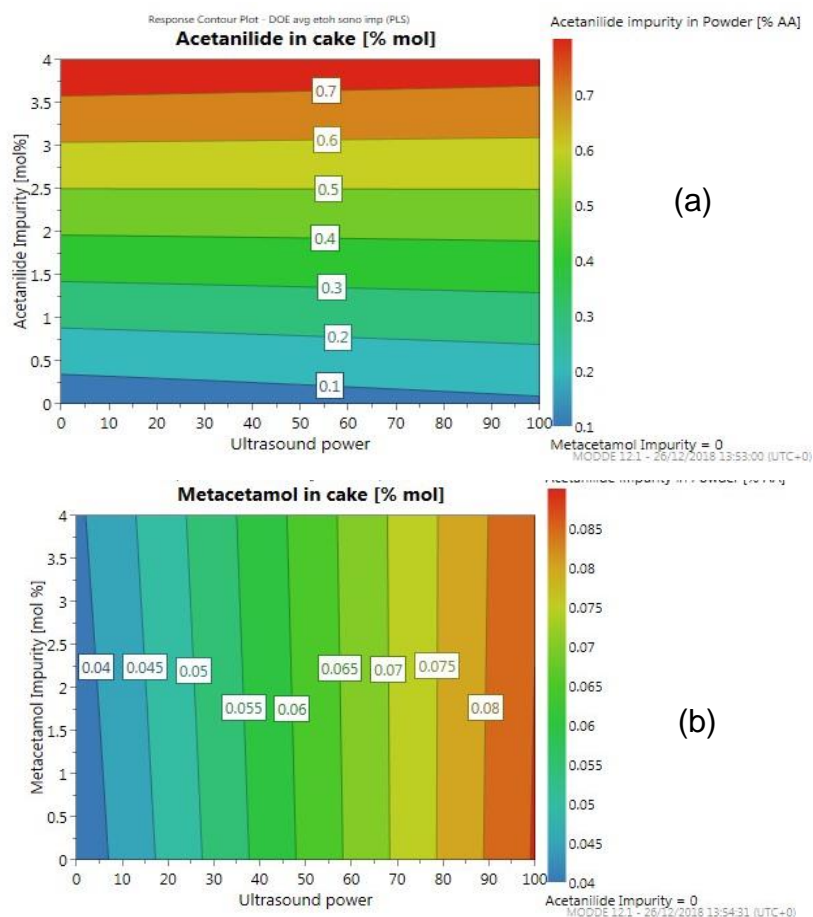 Response Contour Plot - DOE avg etoh sono imp (PLS)
Acetanilide in cake [% mol]
Acetanilide impurity in Powder [% AA]
4
3.5
3
2.5
2
1.5
1
0.5
0
Acetanilide Impurity [mol%]
0.7
0.6
0.5
0.4
0.3
0.2
0.1
0 10 20 30 40 50 60 70 80 90 100
Ultrasound power
0.7
0.6
0.5
0.4
0.3
0.2
0.1
Metacetamol Impurity = 0
MODDE 12.1 - 26/12/2018 13:53:00 (UTC+0)
(a)
Metacetamol in cake [% mol]
Acetanilide impurity in Powder [% AA]
4
3.5
3
2.5
2
1.5
1
0.5
0
Metacetamol Impurity [mol %]
0.04 0.045 0.05 0.055 0.06 0.065 0.07 0.075 0.08
0 10 20 30 40 50 60 70 80 90 100
Ultrasound power
0.085
0.08
0.075
0.07
0.065
0.06
0.055
0.05
0.045
0.04
Acetanilide Impurity = 0
MODDE 12.1 - 26/12/2018 13:54:31 (UTC+0)
(b)